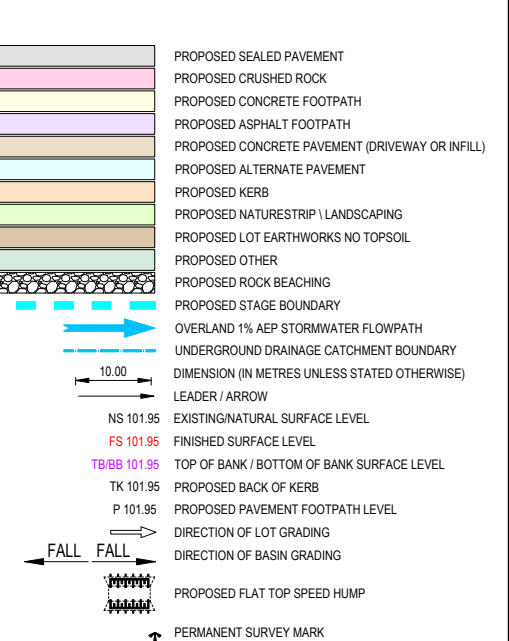 PROPOSED SEALED PAVEMENT
PROPOSED CRUSHED ROCK
PROPOSED CONCRETE FOOTPATH
PROPOSED ASPHALT FOOTPATH
PROPOSED CONCRETE PAVEMENT (DRIVEWAY OR INFILL)
PROPOSED ALTERNATE PAVEMENT
PROPOSED KERB
PROPOSED NATURESTRIP \ LANDSCAPING
PROPOSED LOT EARTHWORKS NO TOPSOIL
PROPOSED OTHER
PROPOSED ROCK BEACHING
PROPOSED STAGE BOUNDARY
OVERLAND 1% AEP STORMWATER FLOWPATH
UNDERGROUND DRAINAGE CATCHMENT BOUNDARY
10.00 DIMENSION (IN METRES UNLESS STATED OTHERWISE)
LEADER / ARROW
NS 101.95 EXISTING/NATURAL SURFACE LEVEL
FS 101.95 FINISHED SURFACE LEVEL
TB/BB 101.95 TOP OF BANK / BOTTOM OF BANK SURFACE LEVEL
TK 101.95 PROPOSED BACK OF KERB
P 101.95 PROPOSED PAVEMENT FOOTPATH LEVEL
DIRECTION OF LOT GRADING
FALL FALL DIRECTION OF BASIN GRADING
PROPOSED FLAT TOP SPEED HUMP
PERMANENT SURVEY MARK